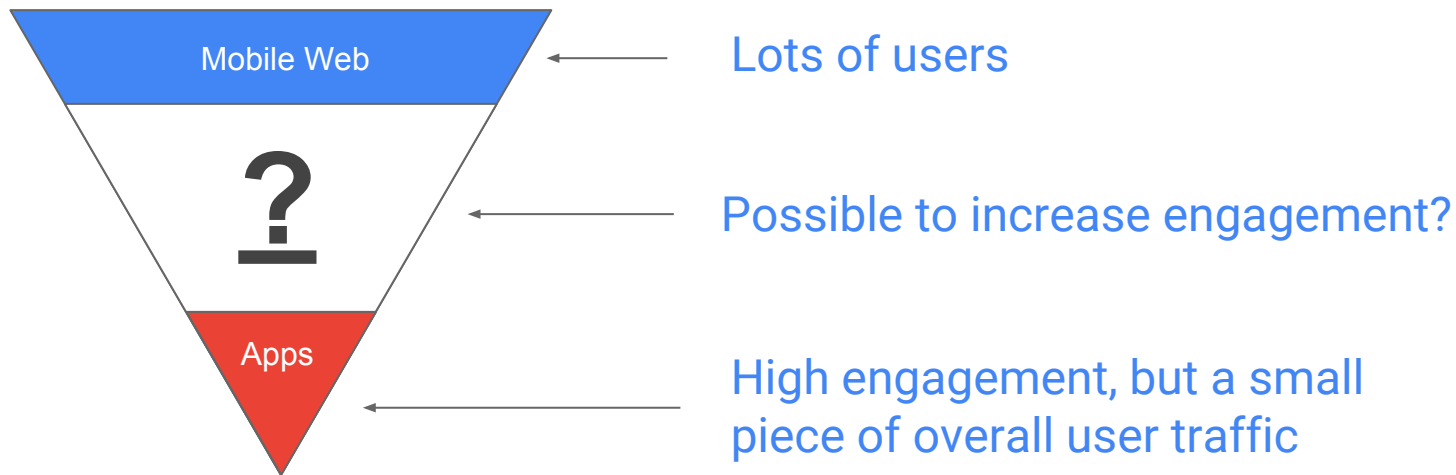 Mobile Web
Lots of users
?
Possible to increase engagement?
Apps
High engagement, but a small
piece of overall user traffic